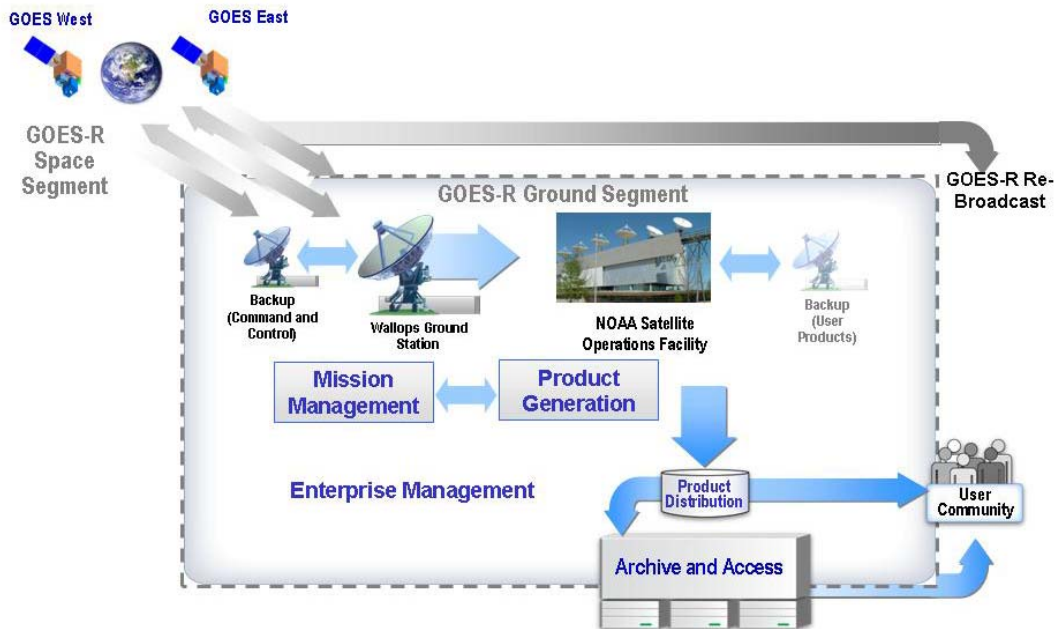 GOES West
GOES East
GOES-R
Space
Segment
GOES-R Re-
Broadcast
GOES-R Ground Segment
Backup
(Command and
Control)
Wallops Ground
Station
NOAA Satellite
Operations Facility
Backup
(User
Products)
Mission
Management
Product
Generation
Enterprise Management
Product
Distribution
User
Community
Archive and Access